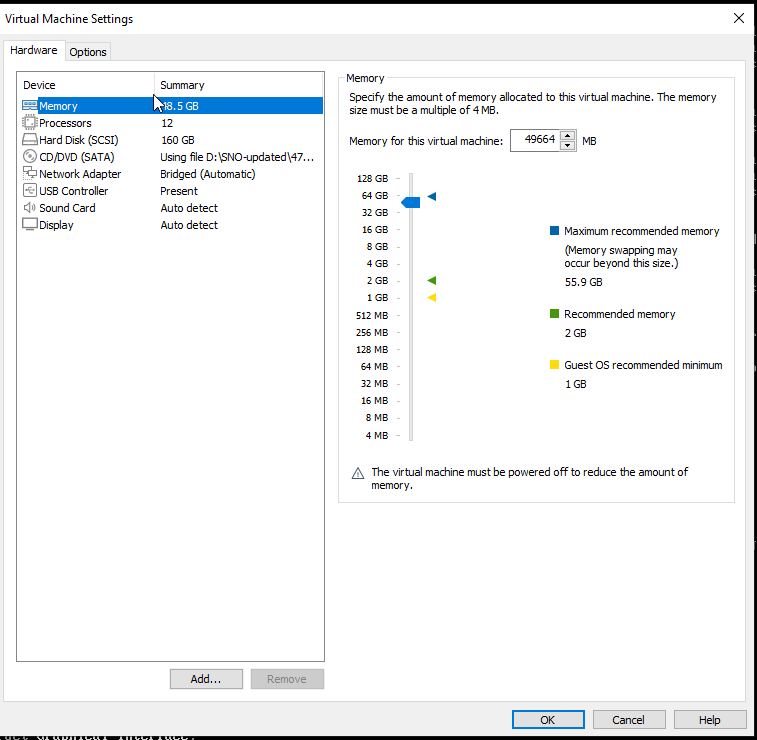 Virtual Machine Settings
Hardware
Options
Device
Summary
Memory
48.5 GB
Processors
12
Hard Disk (SCSI)
160 GB
CD/DVD (SATA)
Using file D:\SNO-updated\47...
Network Adapter
Bridged (Automatic)
USB Controller
Present
Sound Card
Auto detect
Display
Auto detect
Add...
Remove
Memory
Specify the amount of memory allocated to this virtual machine. The memory
size must be a multiple of 4 MB.
Memory for this virtual machine:
49664
MB
128 GB
64 GB
32 GB
16 GB
8 GB
4 GB
2 GB
1 GB
512 MB
256 MB
128 MB
64 MB
32 MB
16 MB
8 MB
4 MB
Maximum recommended memory
(Memory swapping may
occur beyond this size.)
55.9 GB
Recommended memory
2 GB
Guest OS recommended minimum
1 GB
The virtual machine must be powered off to reduce the amount of
memory.
OK
Cancel
Help